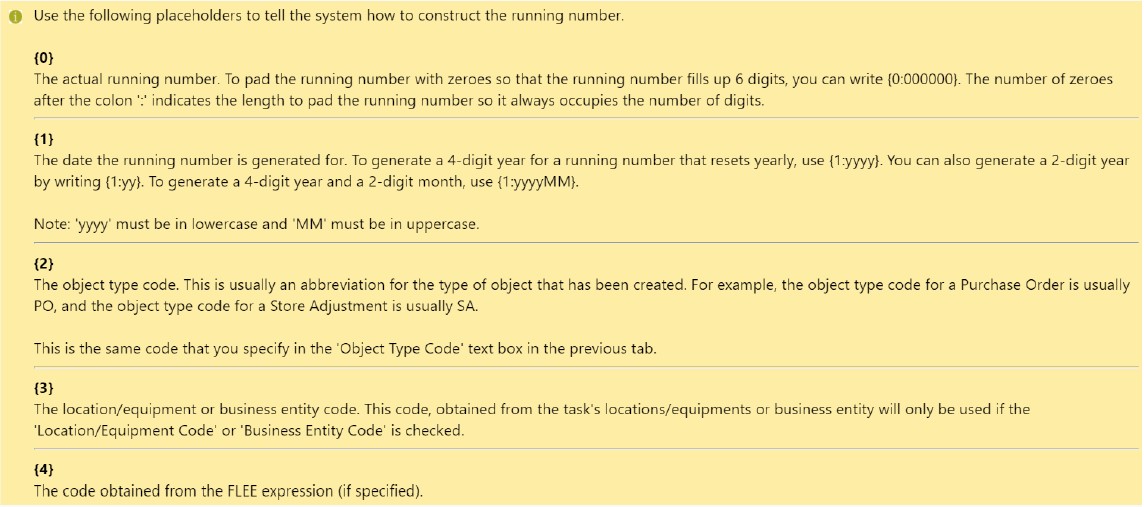 Use the following placeholders to tell the system how to construct the running number.
{0}
The actual running number. To pad the running number with zeroes so that the running number fills up 6 digits, you can write {0:000000}. The number of zeroes
after the colon ':' indicates the length to pad the running number so it always occupies the number of digits.
{1}
The date the running number is generated for. To generate a 4-digit year for a running number that resets yearly, use {1:yyyy}. You can also generate a 2-digit year
by writing {1:yy}. To generate a 4-digit year and a 2-digit month, use {1:yyyyMM}.
Note: 'yyyy' must be in lowercase and 'MM' must be in uppercase.
{2}
The object type code. This is usually an abbreviation for the type of object that has been created. For example, the object type code for a Purchase Order is usually
PO, and the object type code for a Store Adjustment is usually SA.
This is the same code that you specify in the 'Object Type Code' text box in the previous tab.
{3}
The location/equipment or business entity code. This code, obtained from the task's locations/equipments or business entity will only be used if the
'Location/Equipment Code' or 'Business Entity Code' is checked.
{4}
The code obtained from the FLEE expression (if specified).